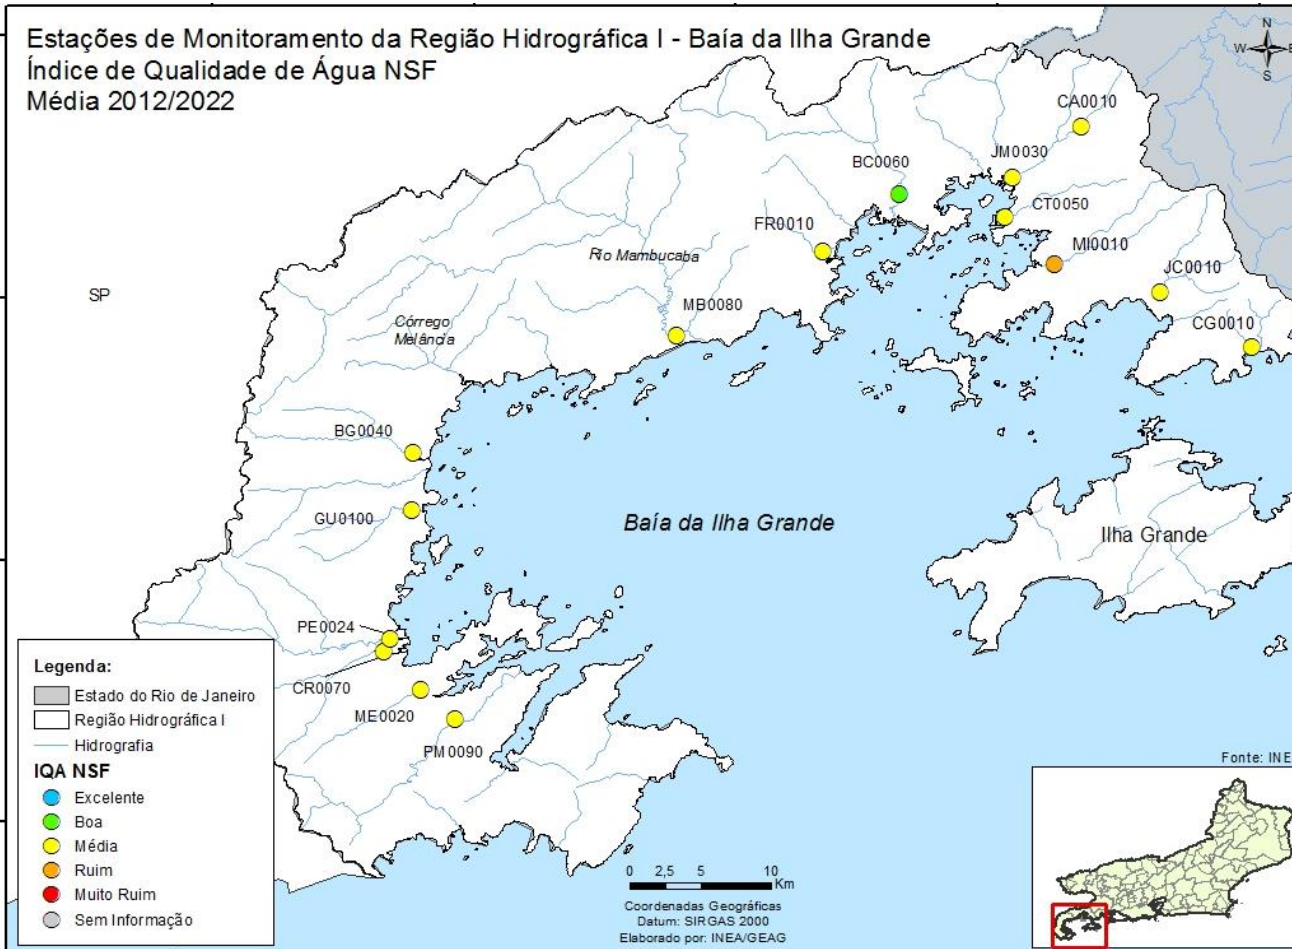 Estações de Monitoramento da Região Hidrográfica I - Baía da Ilha Grande
Índice de Qualidade de Água NSF
Média 2012/2022
N
W
E
S
CA0010
JM0030
BC0060
CT0050
FR0010
MI0010
Rio Mambucaba
JC0010
SP
MB0080
CG0010
Córrego
Melância
BG0040
GU0100
Baía da Ilha Grande
Ilha Grande
PE0024
CR0070
ME0020
PM0090
Legenda:
Estado do Rio de Janeiro
Região Hidrográfica I
Hidrografia
IQA NSF
Excelente
Boa
Média
Ruim
Muito Ruim
Sem Informação
0 2,5 5 10
Km
Coordenadas Geográficas
Datum: SIRGAS 2000
Elaborado por: INEA/GEAG
Fonte: INE